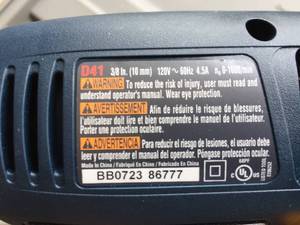 D41 3/8 In. (10 mm) 120V ~ 60Hz 4.5A n₀ 0-1600/min
WARNING To reduce the risk of injury, user must read and
understand operator's manual. Wear eye protection.
AVERTISSEMENT Afin de réduire le risque de blessures,
l'utilisateur doit lire et bien comprendre le manuel de
l'utilisateur. Toujours porter une protection oculaire.
ADVERTENCIA Para reducir el riesgo de lesiones, el usuario debe
leer y comprender el manual del operador. Póngase protección ocular.
Made in China / Fabriqué En China / Fabricado En China
BB0723 86777
C UL US